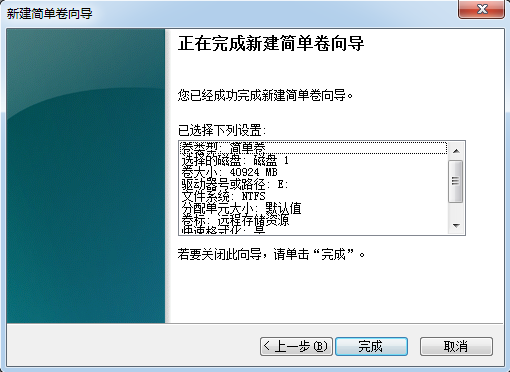 新建简单卷向导
正在完成新建简单卷向导
您已经成功完成新建简单卷向导。
已选择下列设置:
卷类型: 简单卷
选择的磁盘: 磁盘 1
卷大小: 40924 MB
驱动器号或路径: E:
文件系统: NTFS
分配单元大小: 默认值
卷标: 远程存储资源
快速格式化: 是
若要关闭此向导,请单击“完成”。
< 上一步(B)
完成
取消